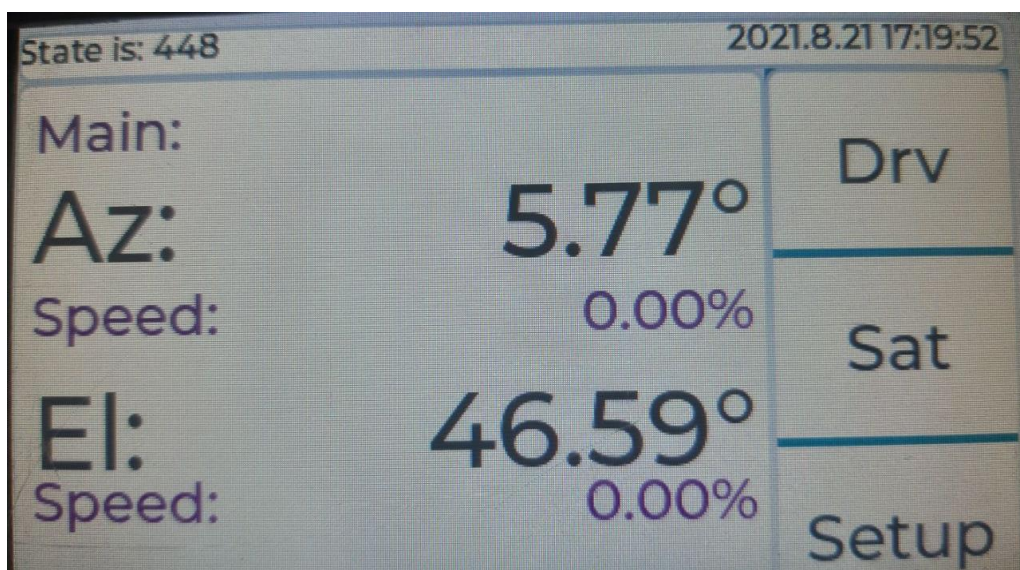 State is: 448
2021.8.21 17:19:52
Main:
Az: 5.77°
Speed: 0.00%
El: 46.59°
Speed: 0.00%
Drv
Sat
Setup